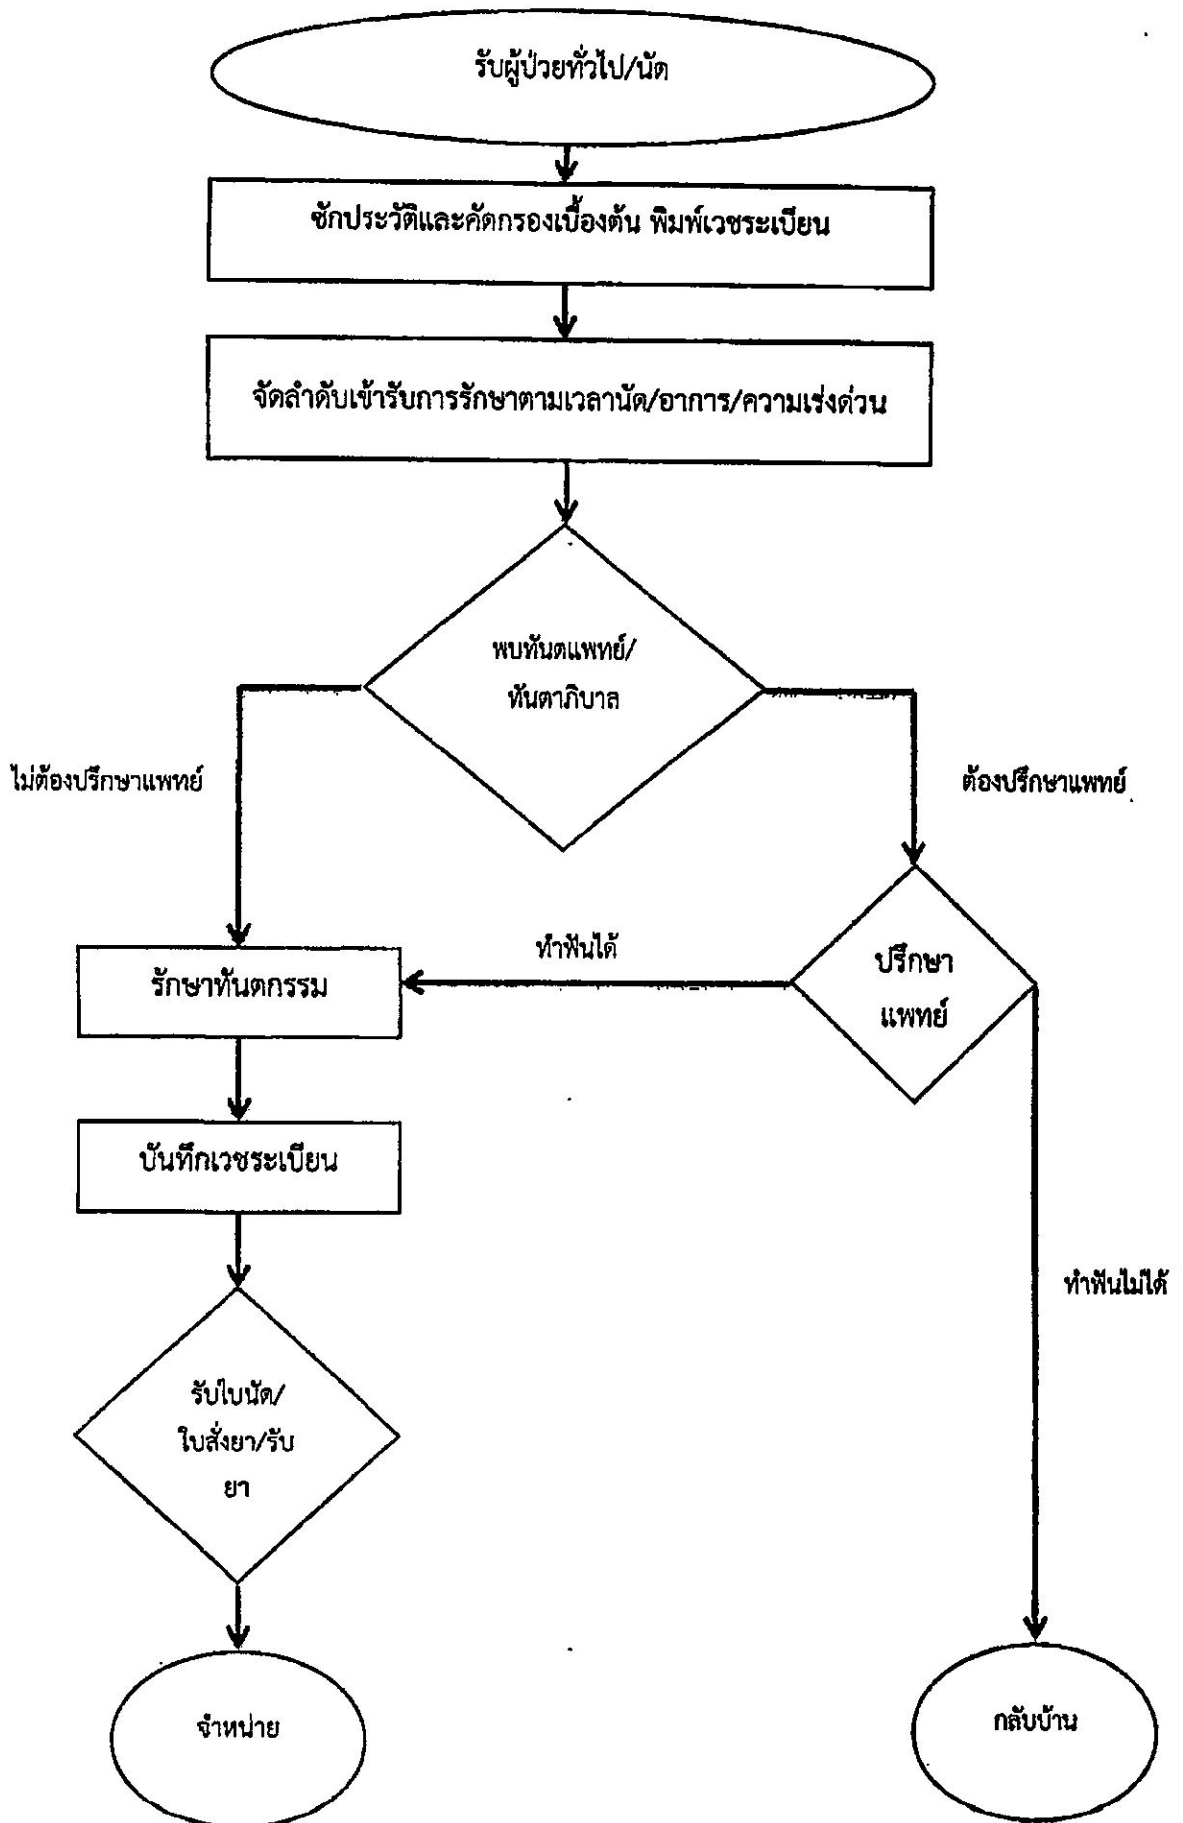 รับผู้ป่วยทั่วไป/นัด
ซักประวัติและคัดกรองเบื้องต้น พิมพ์เวชระเบียน
จัดลำดับเข้ารับการรักษาตามเวลานัด/อาการ/ความเร่งด่วน
พบทันตแพทย์/
ทันตาภิบาล
ไม่ต้องปรึกษาแพทย์
ต้องปรึกษาแพทย์
ทำฟันได้
ปรึกษา
แพทย์
รักษาทันตกรรม
บันทึกเวชระเบียน
ทำฟันไม่ได้
รับใบนัด/
ใบสั่งยา/รับ
ยา
จำหน่าย
กลับบ้าน